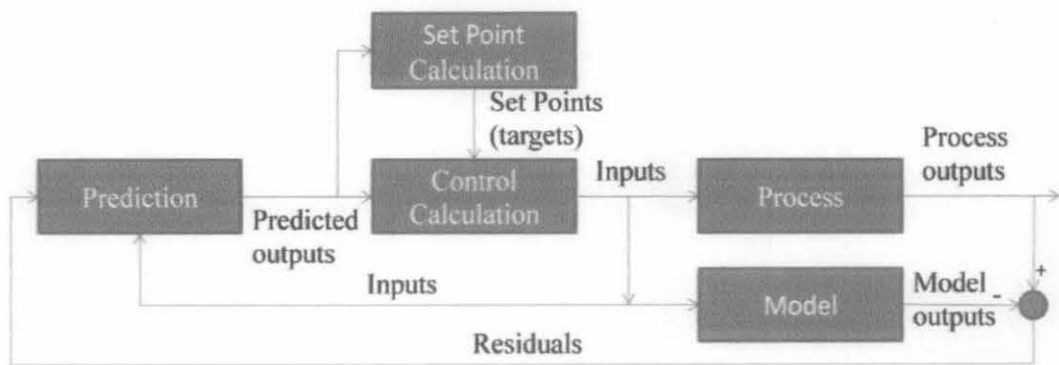 Set Point
Calculation
Set Points
(targets)
Process
outputs
Prediction
Predicted
outputs
Control
Calculation
Inputs
Process
+
Inputs
Model
Model
outputs
-
Residuals